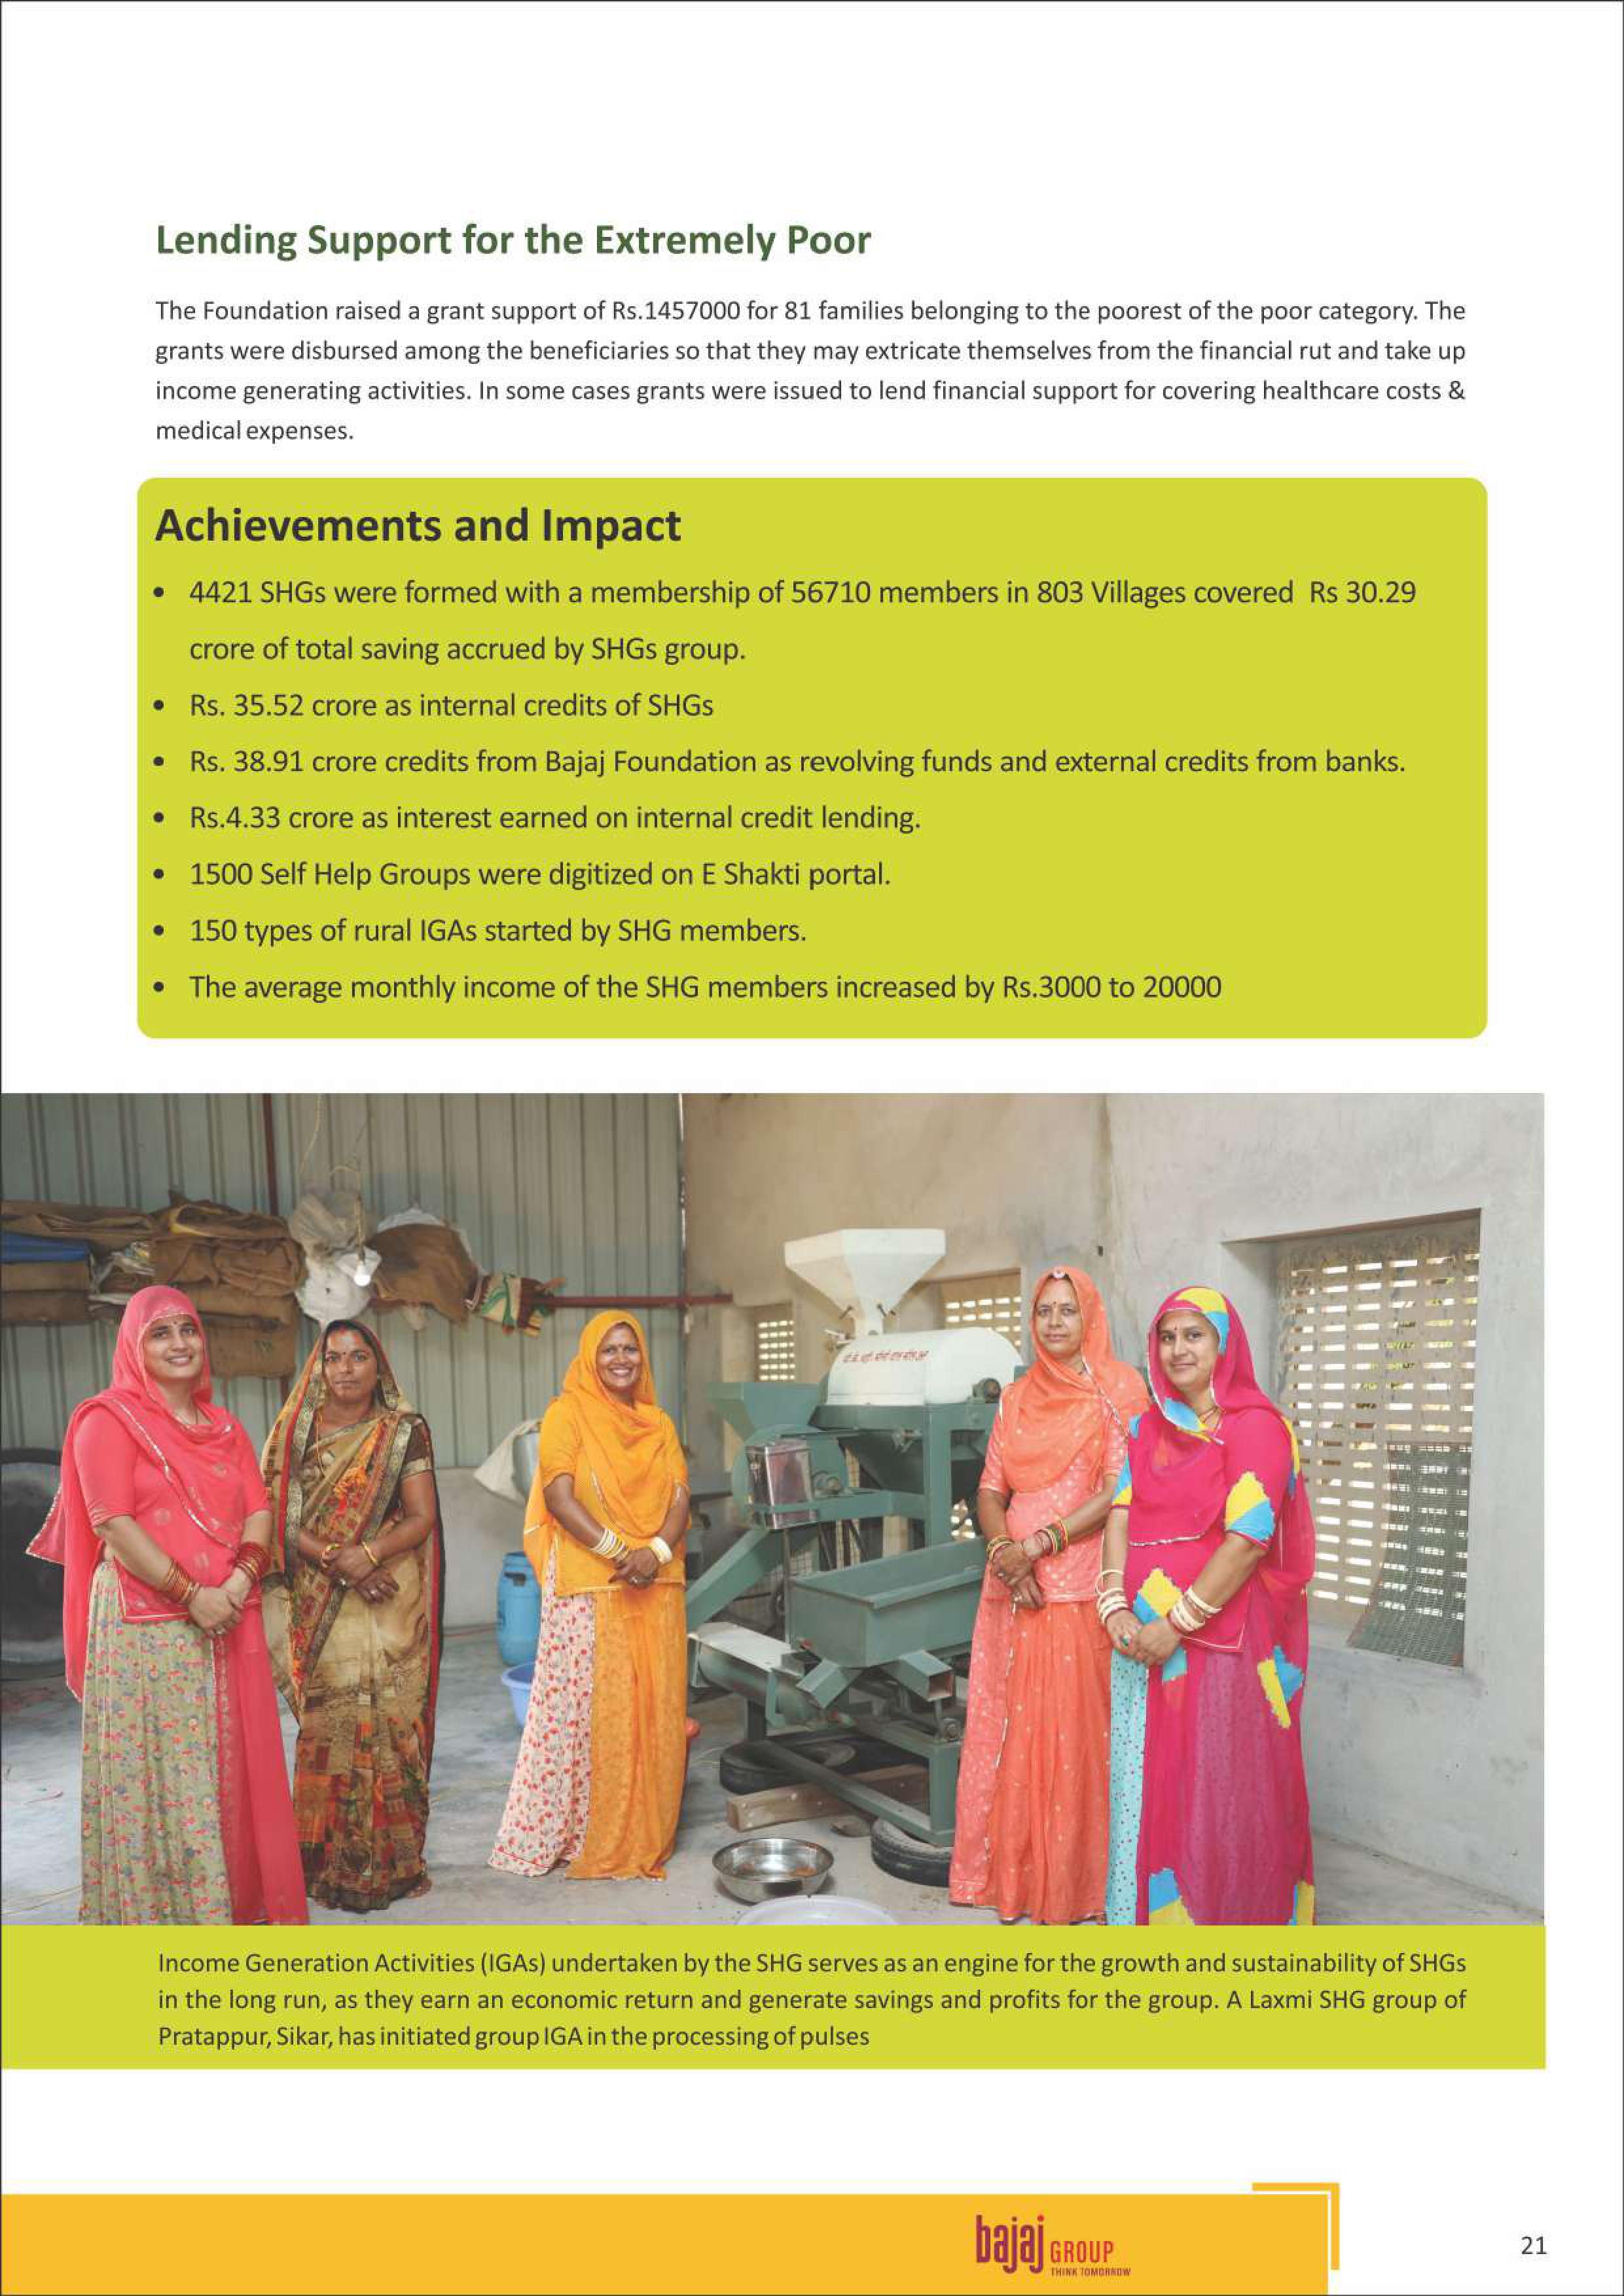 Lending Support for the Extremely Poor
The Foundation raised a grant support of Rs.1457000 for 81 families belonging to the poorest of the poor category. The
grants were disbursed among the beneficiaries so that they may extricate themselves from the financial rut and take up
income generating activities. In some cases grants were issued to lend financial support for covering healthcare costs &
medical expenses.
Achievements and Impact
• 4421 SHGs were formed with a membership of 56710 members in 803 Villages covered Rs 30.29
crore of total saving accrued by SHGs group.
• Rs. 35.52 crore as internal credits of SHGs
• Rs. 38.91 crore credits from Bajaj Foundation as revolving funds and external credits from banks.
• Rs.4.33 crore as interest earned on internal credit lending.
• 1500 Self Help Groups were digitized on E Shakti portal.
• 150 types of rural IGAs started by SHG members.
• The average monthly income of the SHG members increased by Rs.3000 to 20000
Income Generation Activities (IGAs) undertaken by the SHG serves as an engine for the growth and sustainability of SHGs
in the long run, as they earn an economic return and generate savings and profits for the group. A Laxmi SHG group of
Pratappur, Sikar, has initiated group IGA in the processing of pulses
bajaj GROUP
THINK TOMORROW
21